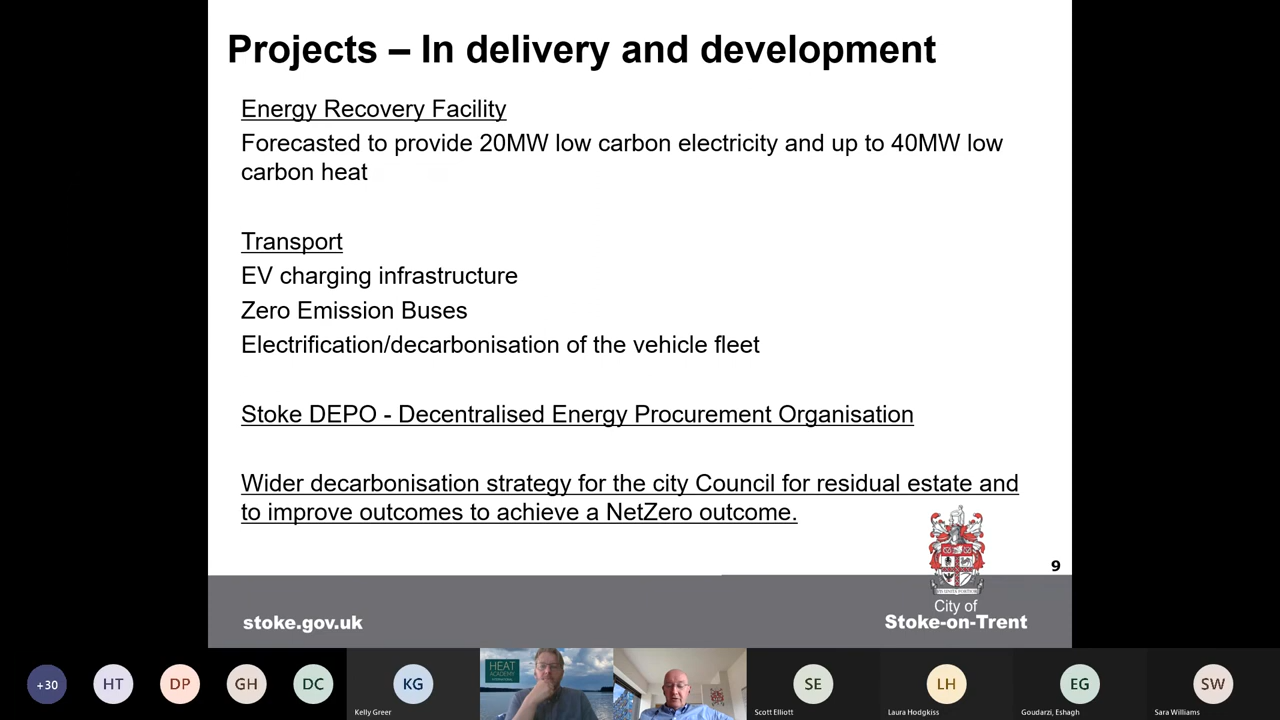 Projects – In delivery and development
Energy Recovery Facility
Forecasted to provide 20MW low carbon electricity and up to 40MW low
carbon heat
Transport
EV charging infrastructure
Zero Emission Buses
Electrification/decarbonisation of the vehicle fleet
Stoke DEPO - Decentralised Energy Procurement Organisation
Wider decarbonisation strategy for the city Council for residual estate and
to improve outcomes to achieve a NetZero outcome.
9
stoke.gov.uk
City of
Stoke-on-Trent
+30
HT
DP
GH
DC
KG
Kelly Greer
HEAT
ACADEMY
SE
Scott Elliott
LH
Laura Hodgkiss
EG
Goudarzi, Eshagh
SW
Sara Williams